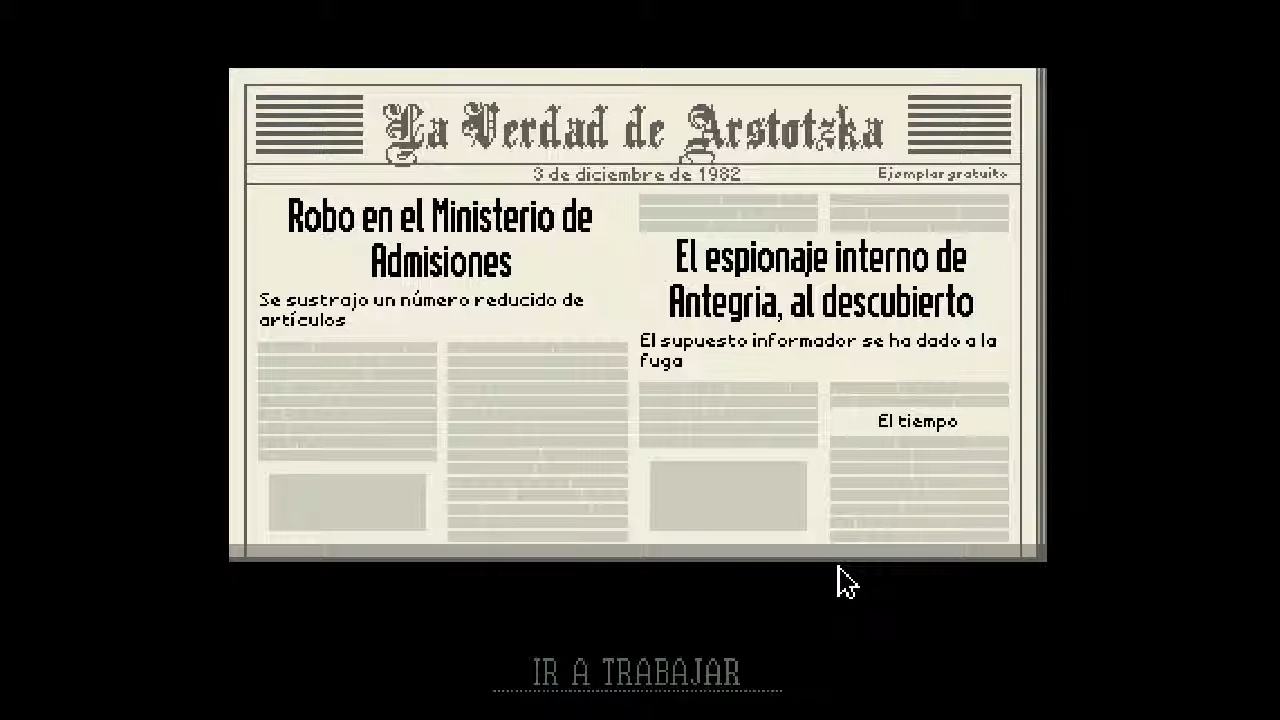 La Verdad de Arstotzka
3 de diciembre de 1982
Ejemplar gratuito
Robo en el Ministerio de
Admisiones
Se sustrajo un número reducido de
artículos
El espionaje interno de
Antegria, al descubierto
El supuesto informador se ha dado a la
fuga
El tiempo
IR A TRABAJAR